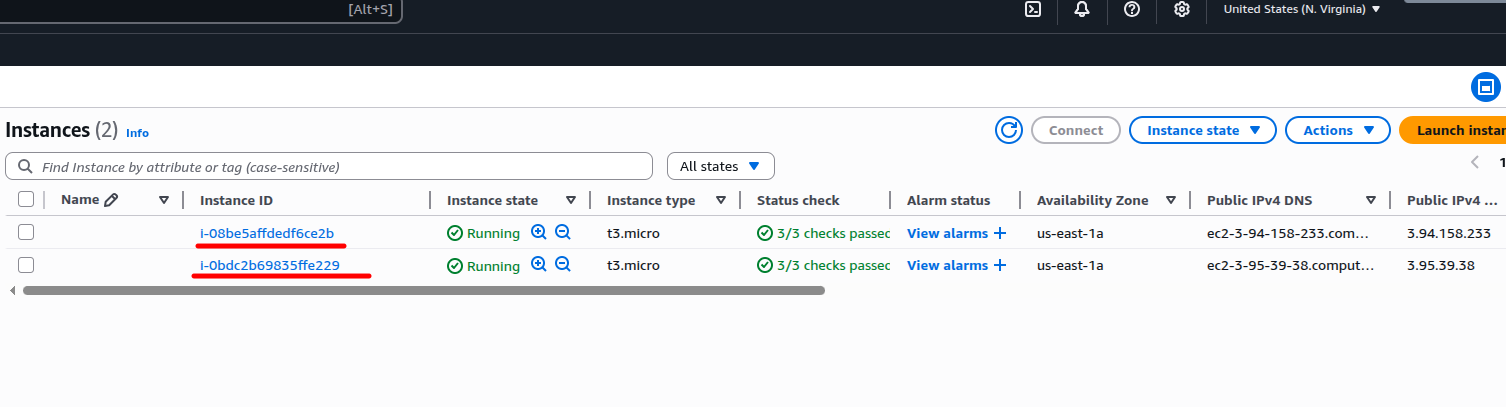 [Alt+S] United States (N. Virginia)
Instances (2) Info Connect Instance state Actions Launch instan
Find Instance by attribute or tag (case-sensitive) All states 1
Name Instance ID Instance state Instance type Status check Alarm status Availability Zone Public IPv4 DNS Public IPv4 ...
i-08be5affdedf6ce2b Running t3.micro 3/3 checks passed View alarms + us-east-1a ec2-3-94-158-233.com... 3.94.158.233
i-0bdc2b69835ffe229 Running t3.micro 3/3 checks passed View alarms + us-east-1a ec2-3-95-39-38.comput... 3.95.39.38